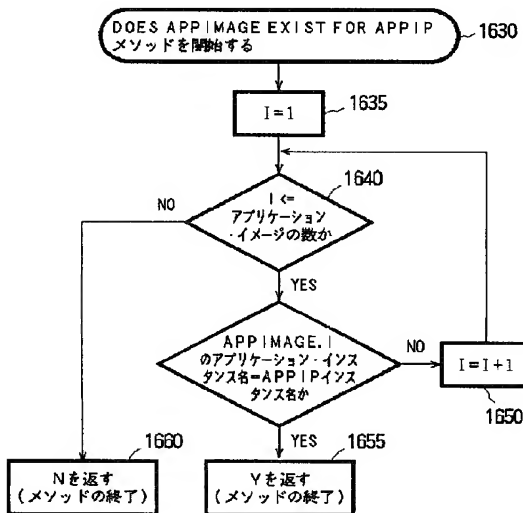 DOES APPIMAGE EXIST FOR APPIP
メソッドを開始する
1630
I=1
1635
1640
I <=
アプリケーション
・イメージの数か
NO
YES
APPIMAGE.I
のアプリケーション・インス
タンス名=APPIPインス
タンス名か
NO
I=I+1
1650
YES
1660
Nを返す
(メソッドの終了)
1655
Yを返す
(メソッドの終了)